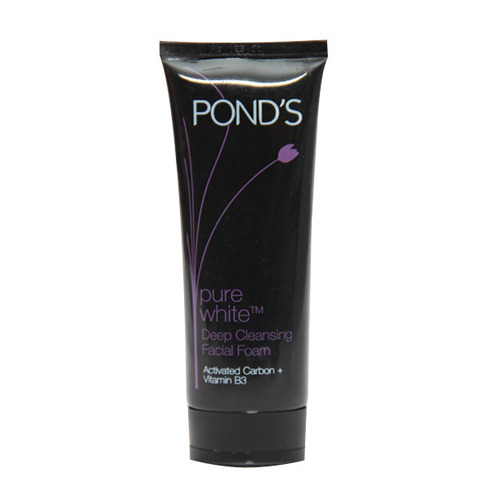 POND'S
pure
white™
Deep Cleansing
Facial Foam
Activated Carbon +
Vitamin B3